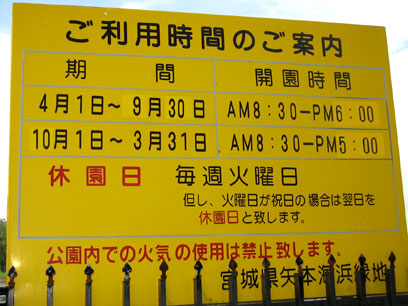 ご利用時間のご案内
期 間 開園時間
4月1日～ 9月30日 AM8:30−PM6:00
10月1日～ 3月31日 AM8:30−PM5:00
休園日 毎週火曜日
但し、火曜日が祝日の場合は翌日を
休園日と致します。
公園内での火気の使用は禁止致します。
宮城県矢本海浜緑地